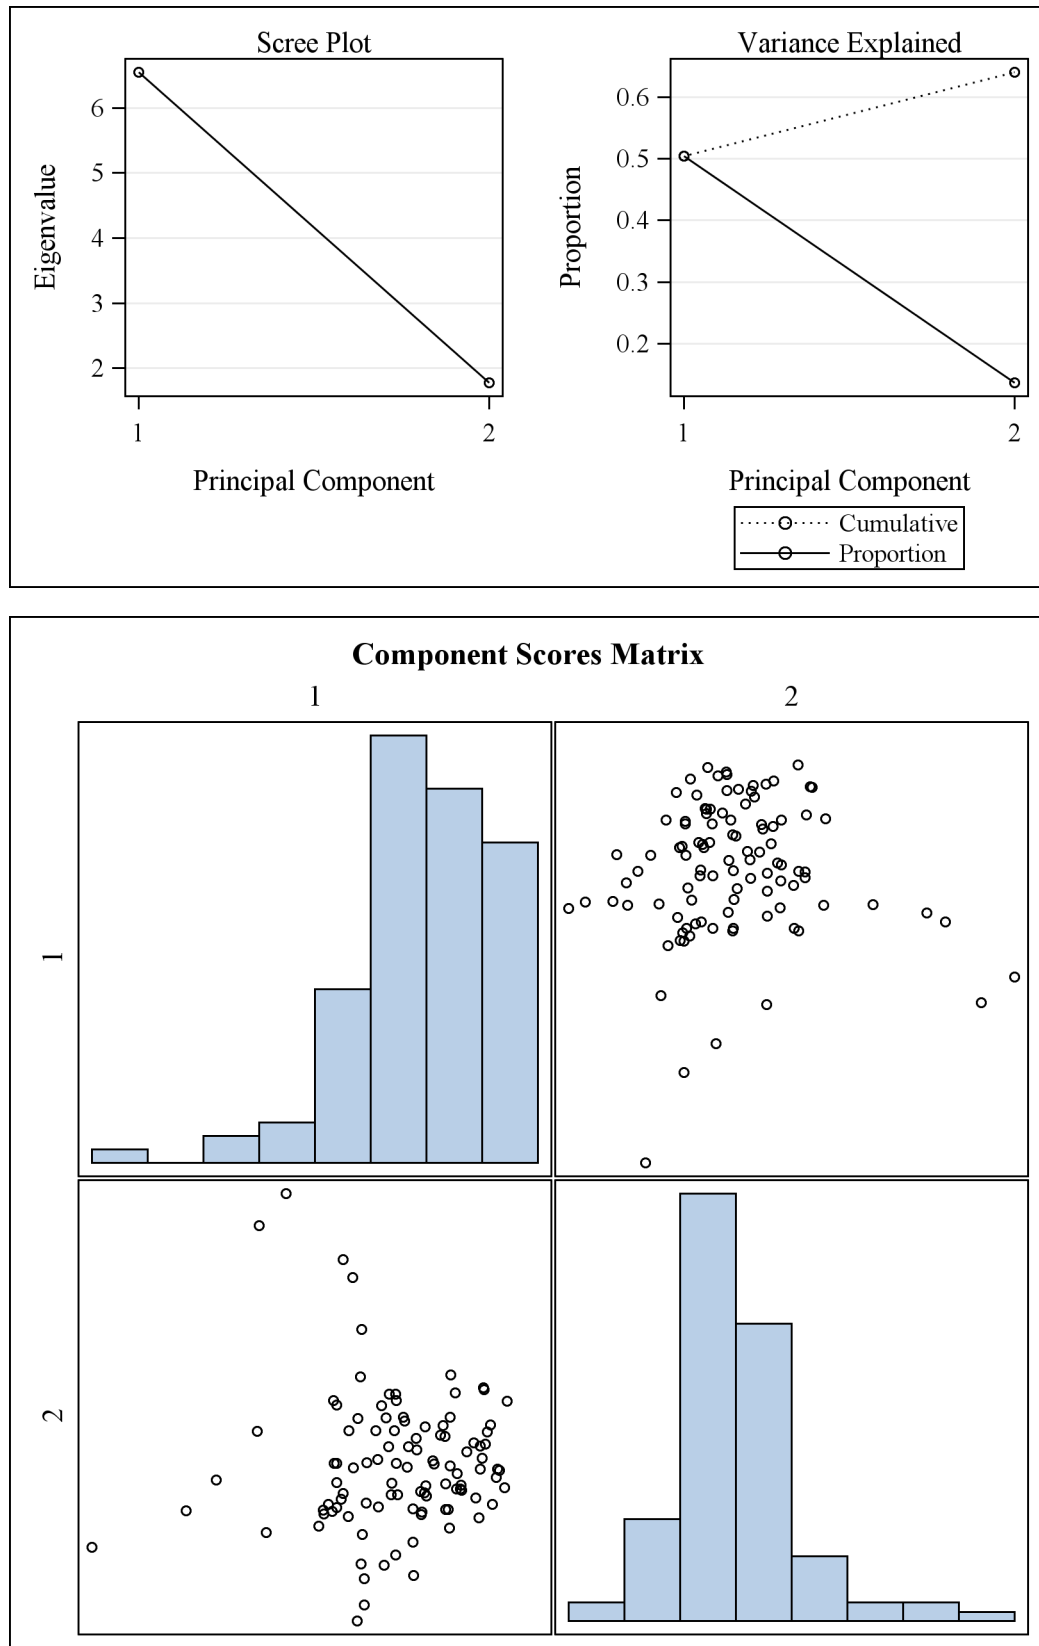 Scree Plot
Variance Explained
Eigenvalue
6
5
4
3
2
1
2
Principal Component
Proportion
0.6
0.5
0.4
0.3
0.2
1
2
Principal Component
Cumulative
Proportion
Component Scores Matrix
1
2
1
2